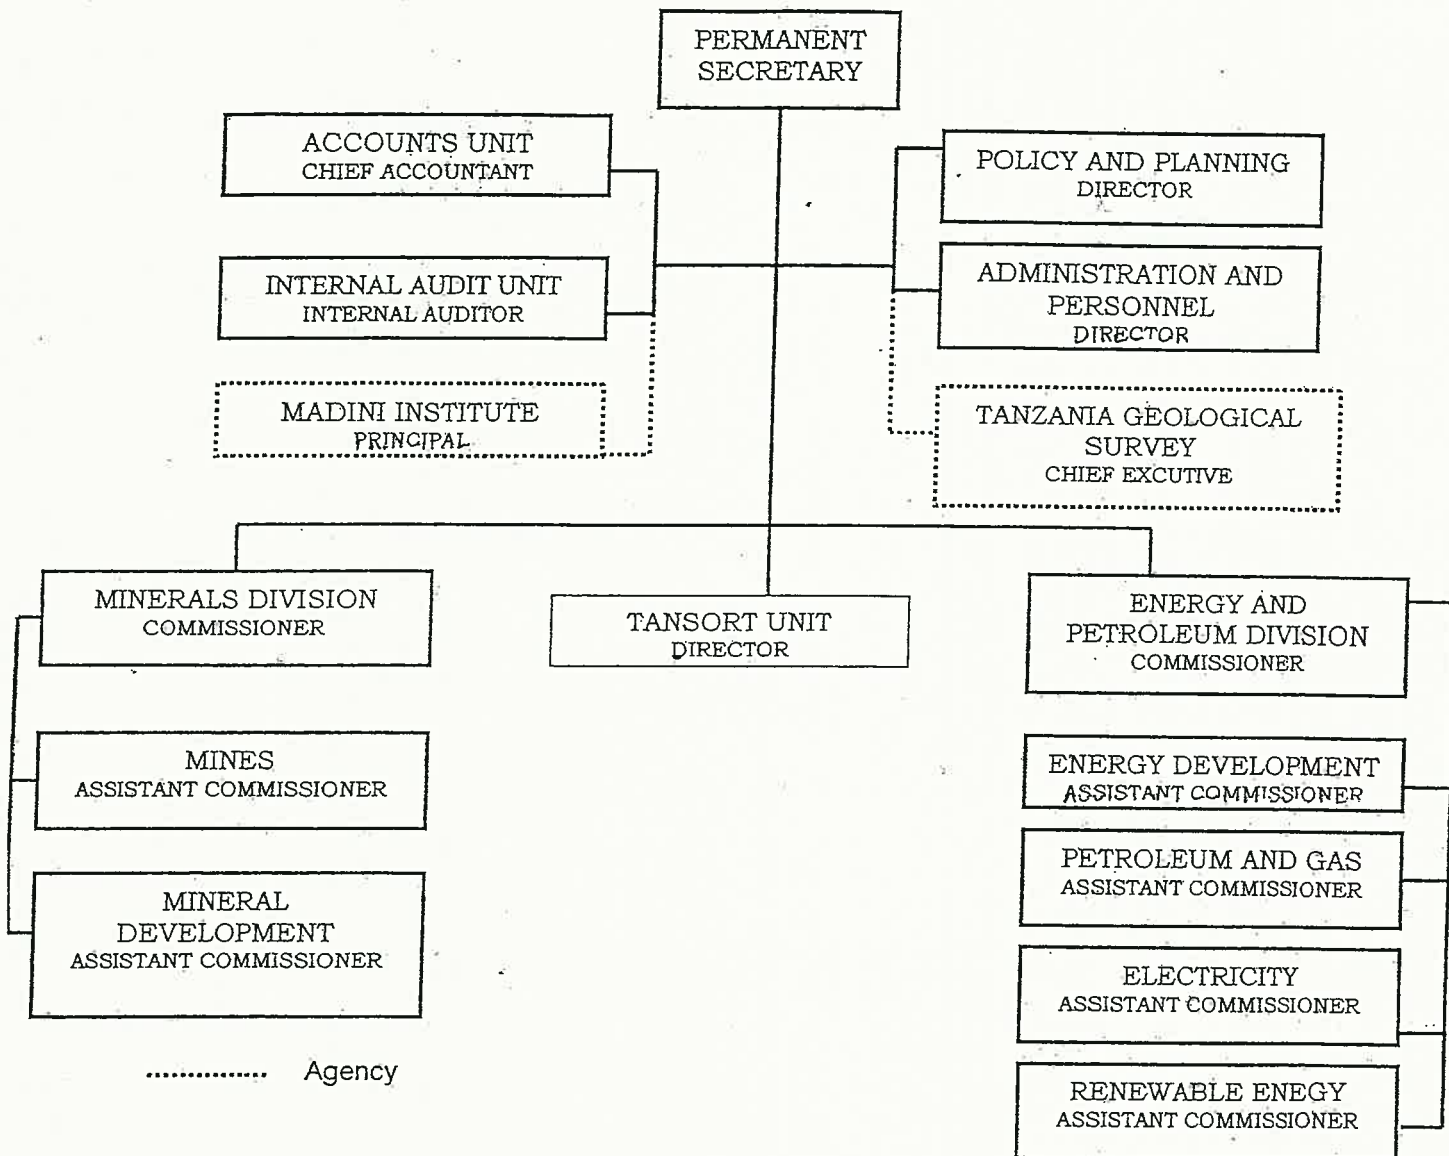 PERMANENT
SECRETARY
ACCOUNTS UNIT
CHIEF ACCOUNTANT
POLICY AND PLANNING
DIRECTOR
INTERNAL AUDIT UNIT
INTERNAL AUDITOR
ADMINISTRATION AND
PERSONNEL
DIRECTOR
MADINI INSTITUTE
PRINCIPAL
TANZANIA GEOLOGICAL
SURVEY
CHIEF EXCUTIVE
MINERALS DIVISION
COMMISSIONER
TANSORT UNIT
DIRECTOR
ENERGY AND
PETROLEUM DIVISION
COMMISSIONER
MINES
ASSISTANT COMMISSIONER
ENERGY DEVELOPMENT
ASSISTANT COMMISSIONER
MINERAL
DEVELOPMENT
ASSISTANT COMMISSIONER
PETROLEUM AND GAS
ASSISTANT COMMISSIONER
ELECTRICITY
ASSISTANT COMMISSIONER
RENEWABLE ENEGY
ASSISTANT COMMISSIONER
Agency